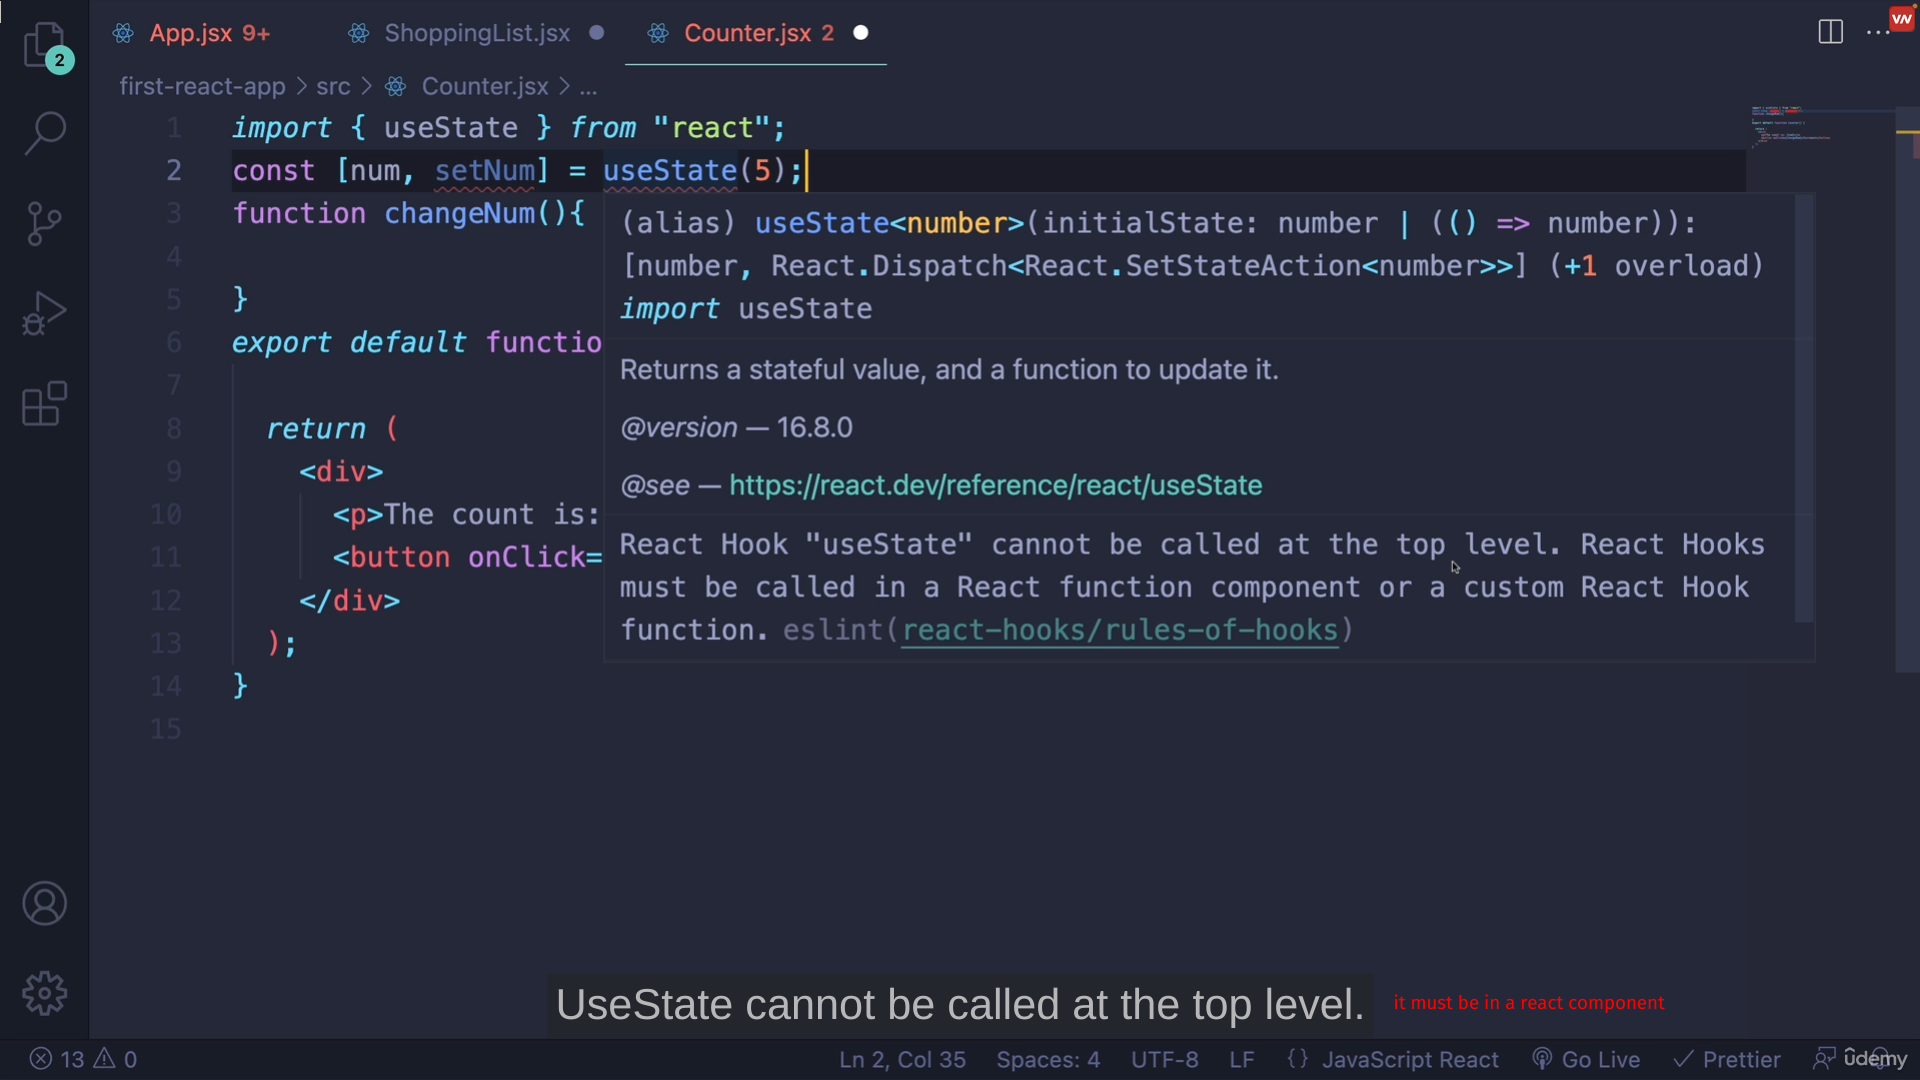 App.jsx 9+
ShoppingList.jsx
Counter.jsx 2
VN
2
first-react-app > src > Counter.jsx > ...
1 import { useState } from "react";
2 const [num, setNum] = useState(5);
3 function changeNum(){
4
5 }
6 export default functio
7
8 return (
9 <div>
10 <p>The count is:
11 <button onClick=
12 </div>
13 );
14 }
15
(alias) useState<number>(initialState: number | (() => number)):
[number, React.Dispatch<React.SetStateAction<number>>] (+1 overload)
import useState
Returns a stateful value, and a function to update it.
@version — 16.8.0
@see — https://react.dev/reference/react/useState
React Hook "useState" cannot be called at the top level. React Hooks
must be called in a React function component or a custom React Hook
function. eslint(react-hooks/rules-of-hooks)
UseState cannot be called at the top level.
it must be in a react component
13 0
Ln 2, Col 35 Spaces: 4 UTF-8 LF {} JavaScript React Go Live Prettier
ûdemy